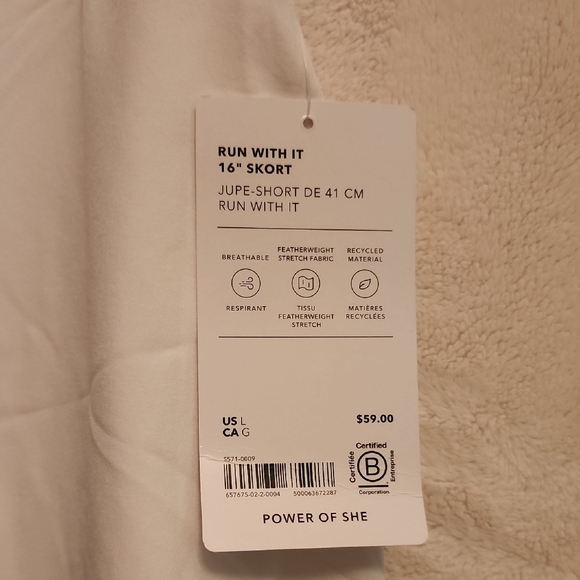 RUN WITH IT
16" SKORT
JUPE-SHORT DE 41 CM
RUN WITH IT
BREATHABLE
RESPIRANT
FEATHERWEIGHT
STRETCH FABRIC
TISSU
FEATHERWEIGHT
STRETCH
RECYCLED
MATERIAL
MATIÈRES
RECYCLÉES
US L
CA G
$59.00
5571-0609
657675-02-2-0004
500063672287
Certified
Certifiée
B
Entreprise
Corporation
POWER OF SHE